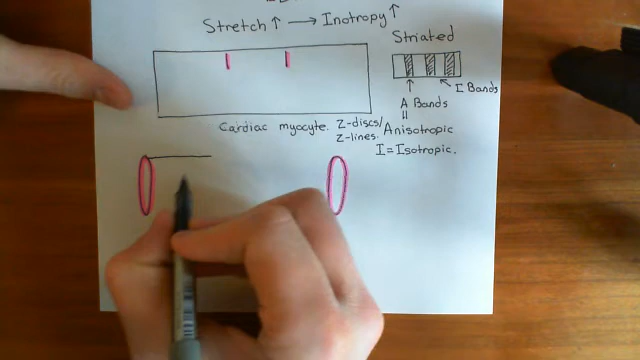 Stretch ↑ → Inotropy ↑
Striated
I Bands
A Bands
=
Anisotropic
I = Isotropic.
Cardiac myocyte.
Z-discs/
Z-lines.